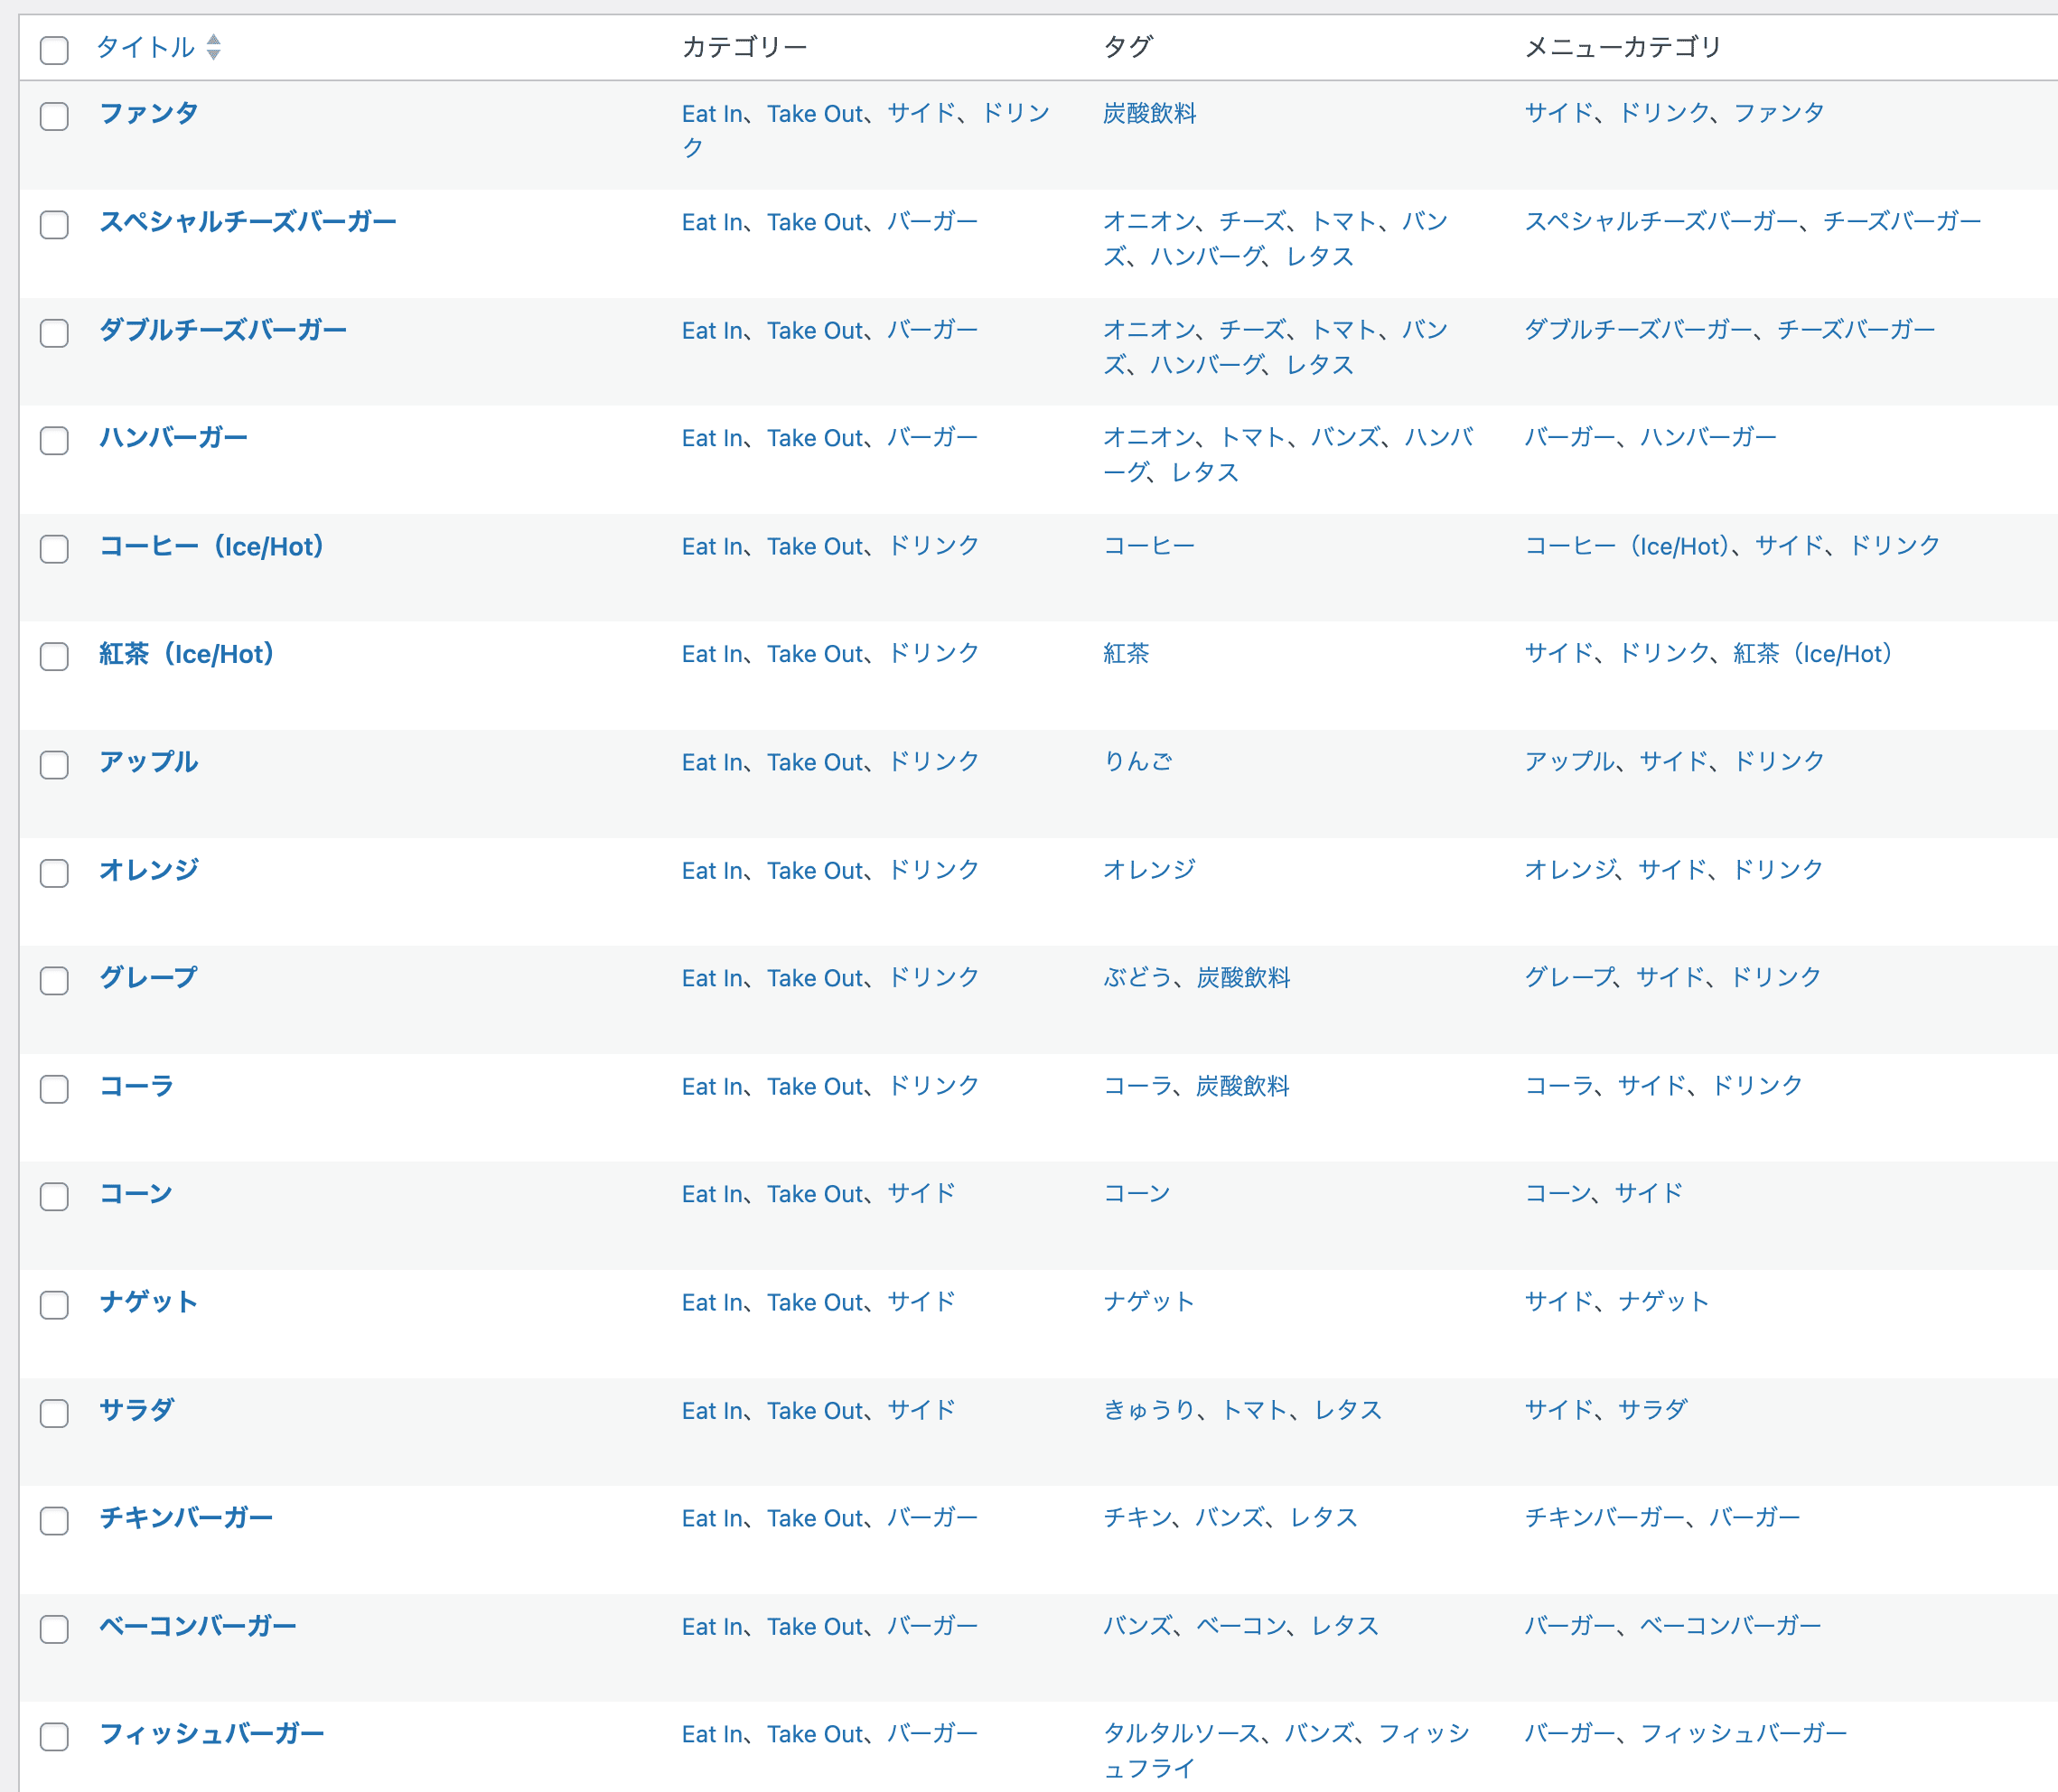 タイトル カテゴリー タグ メニューカテゴリ
ファンタ Eat In、Take Out、サイド、ドリン 炭酸飲料 サイド、ドリンク、ファンタ
ク
スペシャルチーズバーガー Eat In、Take Out、バーガー オニオン、チーズ、トマト、バン スペシャルチーズバーガー、チーズバーガー
ズ、ハンバーグ、レタス
ダブルチーズバーガー Eat In、Take Out、バーガー オニオン、チーズ、トマト、バン ダブルチーズバーガー、チーズバーガー
ズ、ハンバーグ、レタス
ハンバーガー Eat In、Take Out、バーガー オニオン、トマト、バンズ、ハンバ バーガー、ハンバーガー
ーグ、レタス
コーヒー（Ice/Hot） Eat In、Take Out、ドリンク コーヒー コーヒー（Ice/Hot）、サイド、ドリンク
紅茶（Ice/Hot） Eat In、Take Out、ドリンク 紅茶 サイド、ドリンク、紅茶（Ice/Hot）
アップル Eat In、Take Out、ドリンク りんご アップル、サイド、ドリンク
オレンジ Eat In、Take Out、ドリンク オレンジ オレンジ、サイド、ドリンク
グレープ Eat In、Take Out、ドリンク ぶどう、炭酸飲料 グレープ、サイド、ドリンク
コーラ Eat In、Take Out、ドリンク コーラ、炭酸飲料 コーラ、サイド、ドリンク
コーン Eat In、Take Out、サイド コーン コーン、サイド
ナゲット Eat In、Take Out、サイド ナゲット サイド、ナゲット
サラダ Eat In、Take Out、サイド きゅうり、トマト、レタス サイド、サラダ
チキンバーガー Eat In、Take Out、バーガー チキン、バンズ、レタス チキンバーガー、バーガー
ベーコンバーガー Eat In、Take Out、バーガー バンズ、ベーコン、レタス バーガー、ベーコンバーガー
フィッシュバーガー Eat In、Take Out、バーガー タルタルソース、バンズ、フィッシ バーガー、フィッシュバーガー
ュフライ